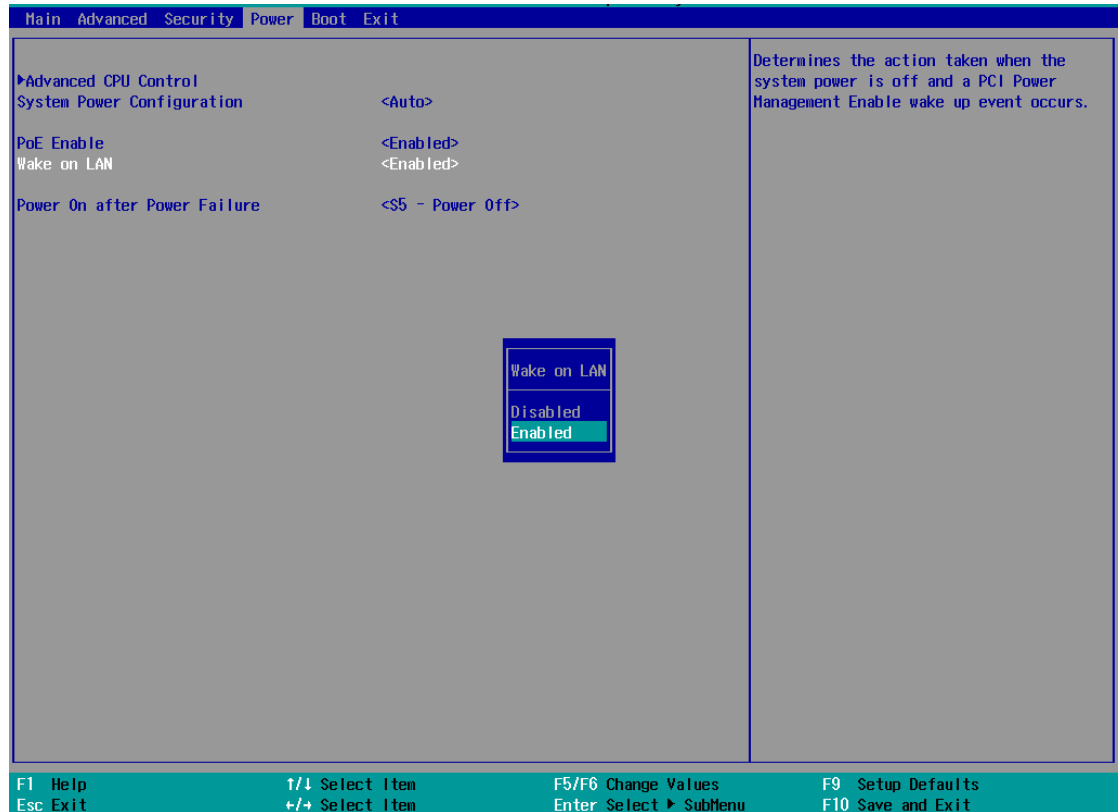 Main Advanced Security Power Boot Exit
▶Advanced CPU Control
System Power Configuration <Auto>
PoE Enable <Enabled>
Wake on LAN <Enabled>
Power On after Power Failure <S5 - Power Off>
Determines the action taken when the
system power is off and a PCI Power
Management Enable wake up event occurs.
Wake on LAN
Disabled
Enabled
F1 Help ↑/↓ Select Item F5/F6 Change Values F9 Setup Defaults
Esc Exit ←/→ Select Item Enter Select ▶ SubMenu F10 Save and Exit